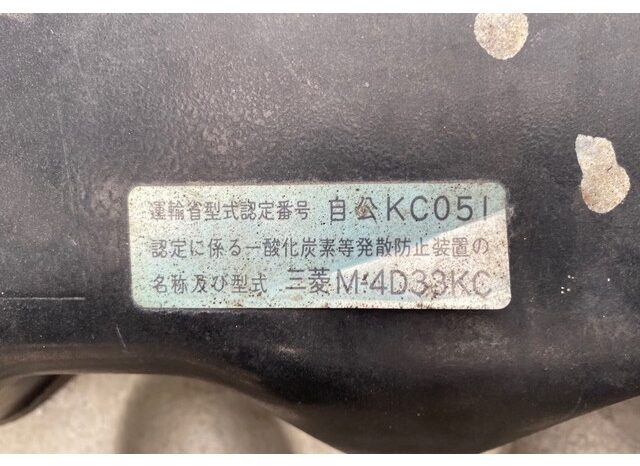 運輸省型式認定番号 自公KC051
認定に係る一酸化炭素等発散防止装置の
名称及び型式 三菱M-4D33KC